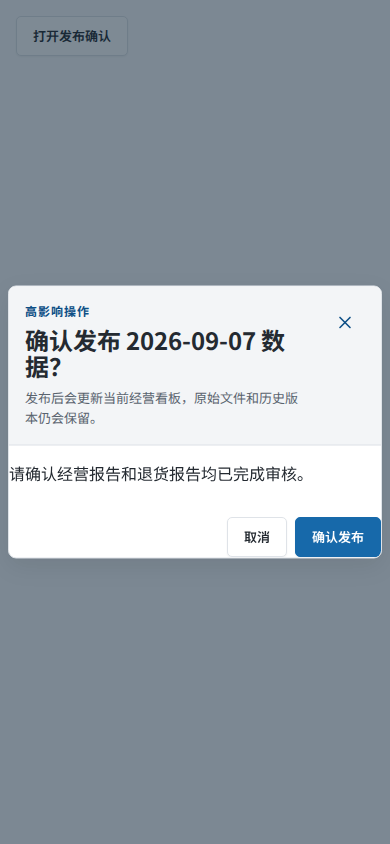 打开发布确认
高影响操作
确认发布 2026-09-07 数
据？
发布后会更新当前经营看板，原始文件和历史版
本仍会保留。
请确认经营报告和退货报告均已完成审核。
取消
确认发布